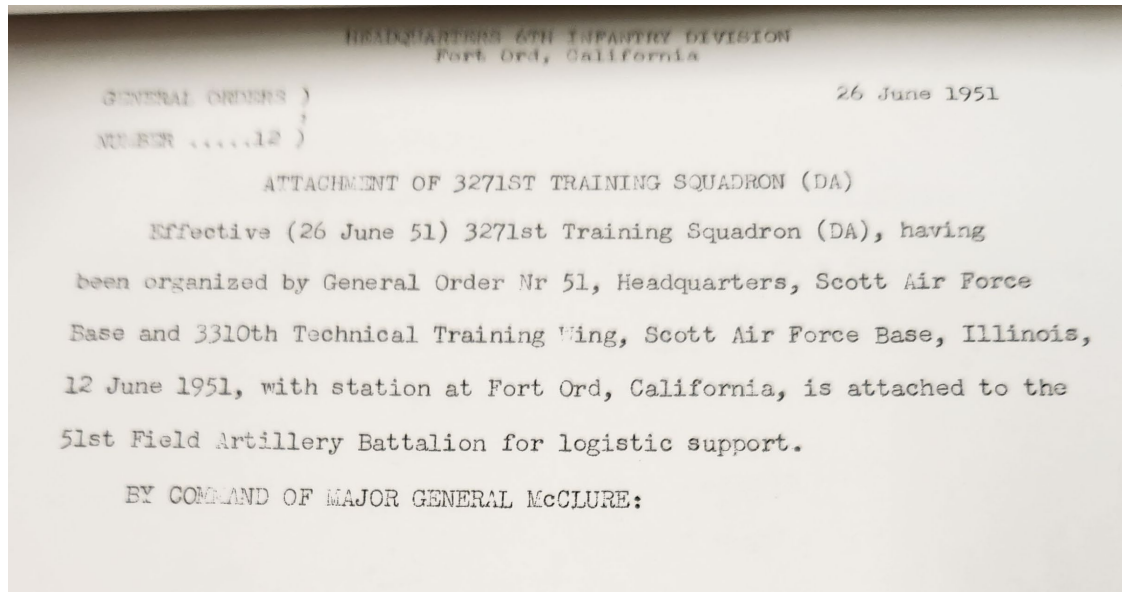 HEADQUARTERS 6TH INFANTRY DIVISION
Fort Ord, California
GENERAL ORDERS ) 26 June 1951
:
NUMBER .....12 )
ATTACHMENT OF 3271ST TRAINING SQUADRON (DA)
Effective (26 June 51) 3271st Training Squadron (DA), having
been organized by General Order Nr 51, Headquarters, Scott Air Force
Base and 3310th Technical Training Wing, Scott Air Force Base, Illinois,
12 June 1951, with station at Fort Ord, California, is attached to the
51st Field Artillery Battalion for logistic support.
BY COMMAND OF MAJOR GENERAL McCLURE: